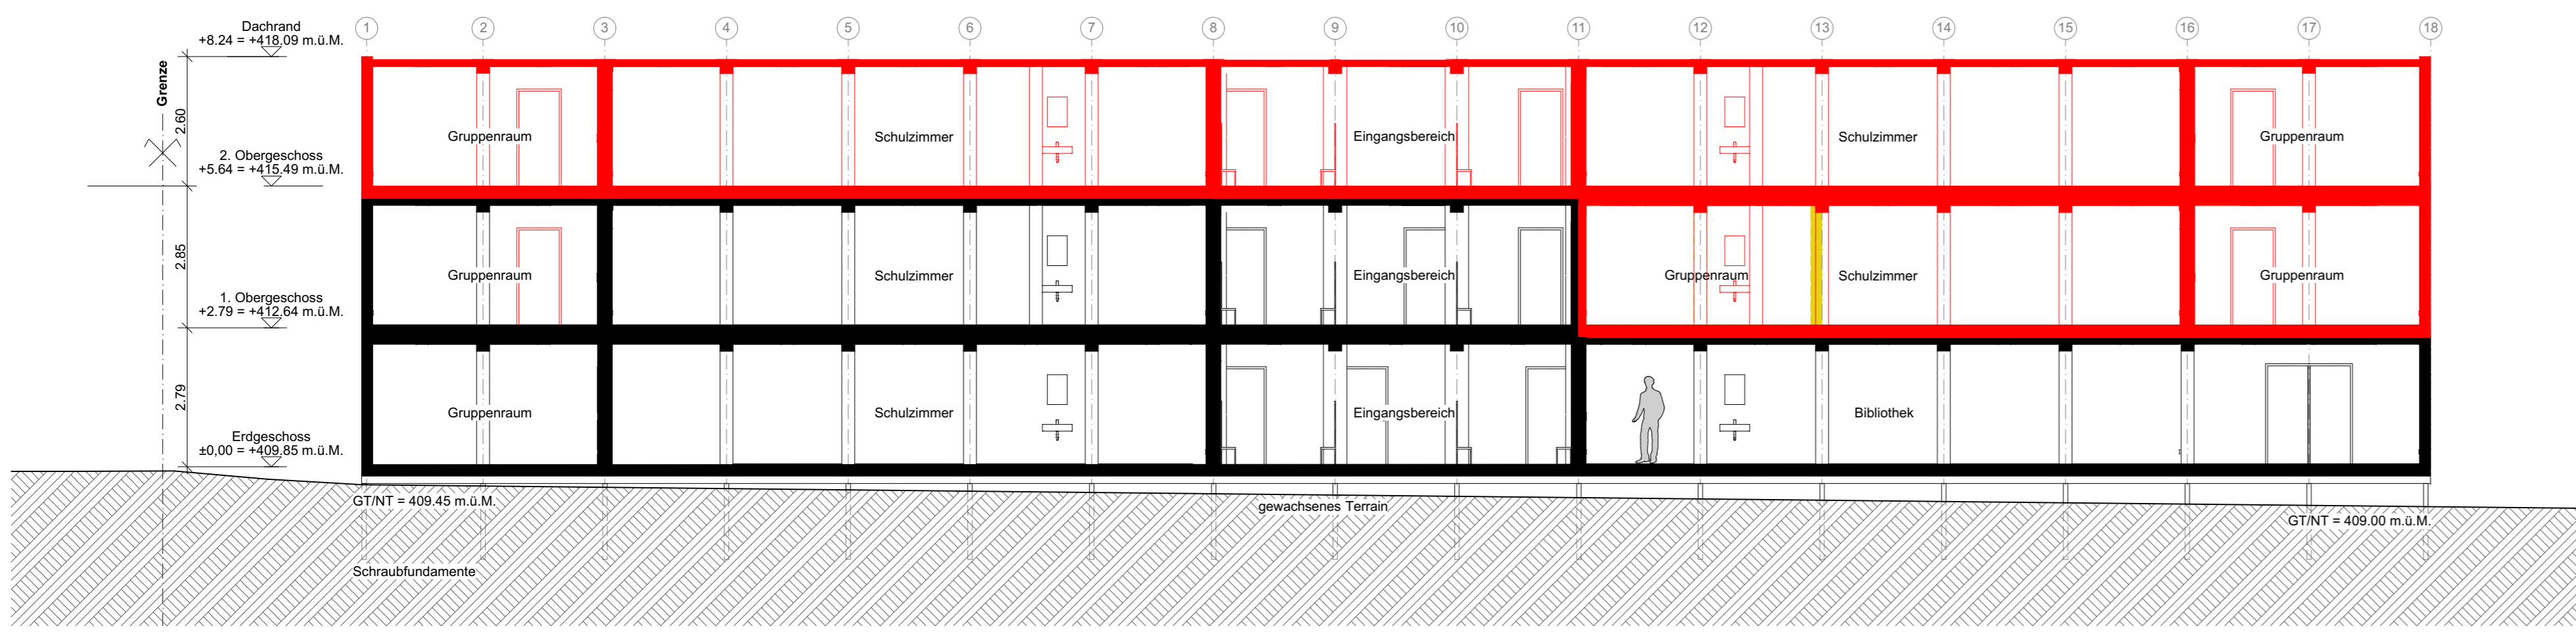 1 2 3 4 5 6 7 8 9 10 11 12 13 14 15 16 17 18
Dachrand
+8.24 = +418.09 m.ü.M.
Grenze
2.60
Gruppenraum Schulzimmer Eingangsbereich Schulzimmer Gruppenraum
2. Obergeschoss
+5.64 = +415.49 m.ü.M.
2.85
Gruppenraum Schulzimmer Eingangsbereich Gruppenraum Schulzimmer Gruppenraum
1. Obergeschoss
+2.79 = +412.64 m.ü.M.
2.79
Gruppenraum Schulzimmer Eingangsbereich Bibliothek
Erdgeschoss
±0,00 = +409.85 m.ü.M.
GT/NT = 409.45 m.ü.M.
gewachsenes Terrain
GT/NT = 409.00 m.ü.M.
Schraubfundamente